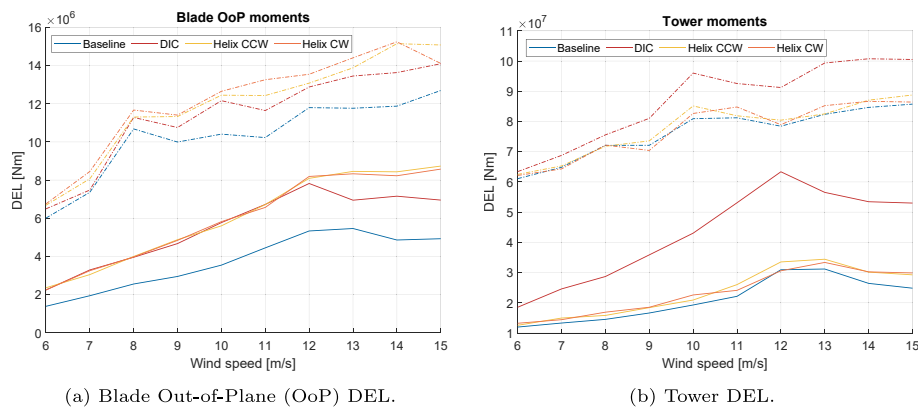 Blade OoP moments
×10^6
Baseline DIC Helix CCW Helix CW
16
14
12
10
8
6
4
2
0
DEL [Nm]
6 7 8 9 10 11 12 13 14 15
Wind speed [m/s]
(a) Blade Out-of-Plane (OoP) DEL.
Tower moments
×10^7
Baseline DIC Helix CCW Helix CW
11
10
9
8
7
6
5
4
3
2
1
DEL [Nm]
6 7 8 9 10 11 12 13 14 15
Wind speed [m/s]
(b) Tower DEL.